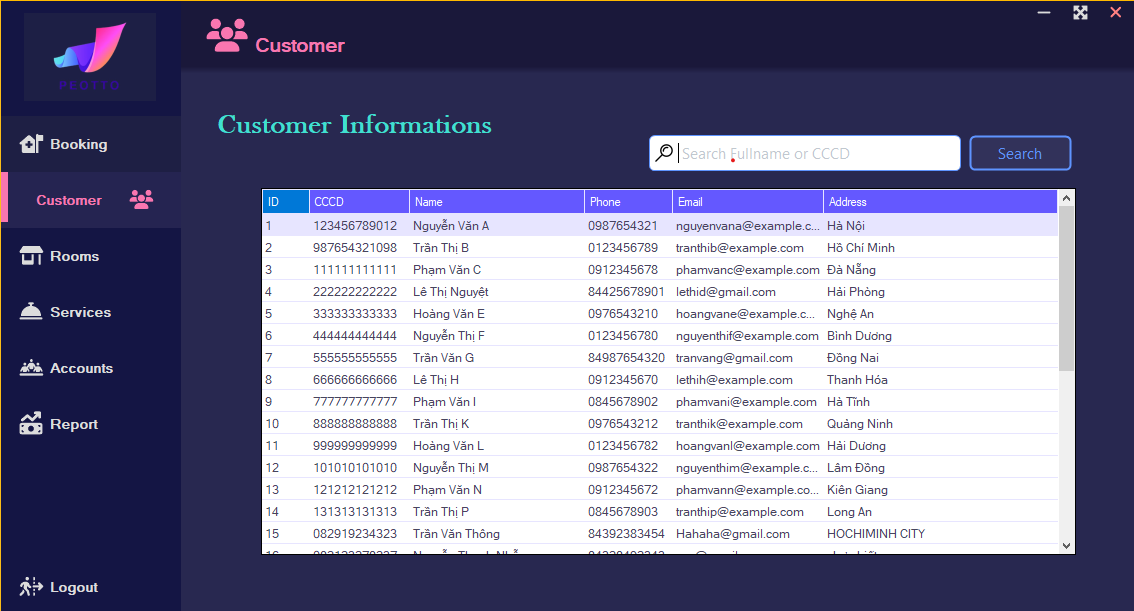 Customer
PROTIC
Booking
Customer
Rooms
Services
Accounts
Report
Logout
Customer Informations
Search Fullname or CCCD
Search
ID CCCD Name Phone Email Address
1 123456789012 Nguyễn Văn A 0987654321 nguyenvana@example.c... Hà Nội
2 987654321098 Trần Thị B 0123456789 tranthib@example.com Hồ Chí Minh
3 111111111111 Phạm Văn C 0912345678 phamvanc@example.com Đà Nẵng
4 222222222222 Lê Thị Nguyệt 84425678901 lethid@gmail.com Hải Phòng
5 333333333333 Hoàng Văn E 0976543210 hoangvane@example.c... Nghệ An
6 444444444444 Nguyễn Thị F 0123456780 nguyenthif@example.com Bình Dương
7 555555555555 Trần Văn G 84987654320 tranvang@gmail.com Đồng Nai
8 666666666666 Lê Thị H 0912345670 lethih@example.com Thanh Hóa
9 777777777777 Phạm Văn I 0845678902 phamvani@example.com Hà Tĩnh
10 888888888888 Trần Thị K 0976543212 tranthik@example.com Quảng Ninh
11 999999999999 Hoàng Văn L 0123456782 hoangvanl@example.com Hải Dương
12 101010101010 Nguyễn Thị M 0987654322 nguyenthim@example.c... Lâm Đồng
13 121212121212 Phạm Văn N 0912345672 phamvann@example.co... Kiên Giang
14 131313131313 Trần Thị P 0845678903 tranthip@example.com Long An
15 082919234323 Trần Văn Thông 84392383454 Hahaha@gmail.com HOCHIMINH CITY